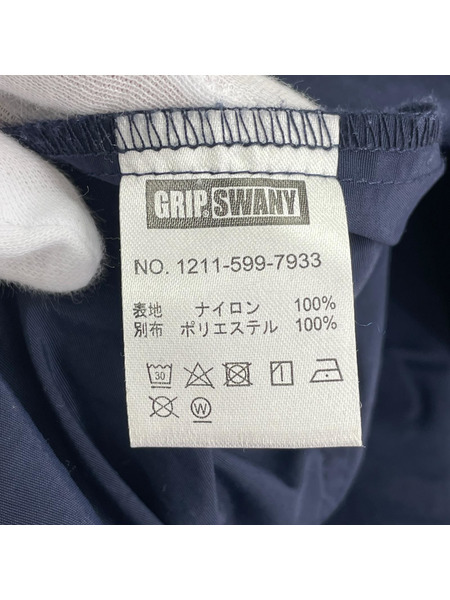 GRIP SWANY
NO. 1211-599-7933
表地 ナイロン 100%
別布 ポリエステル 100%
30
W